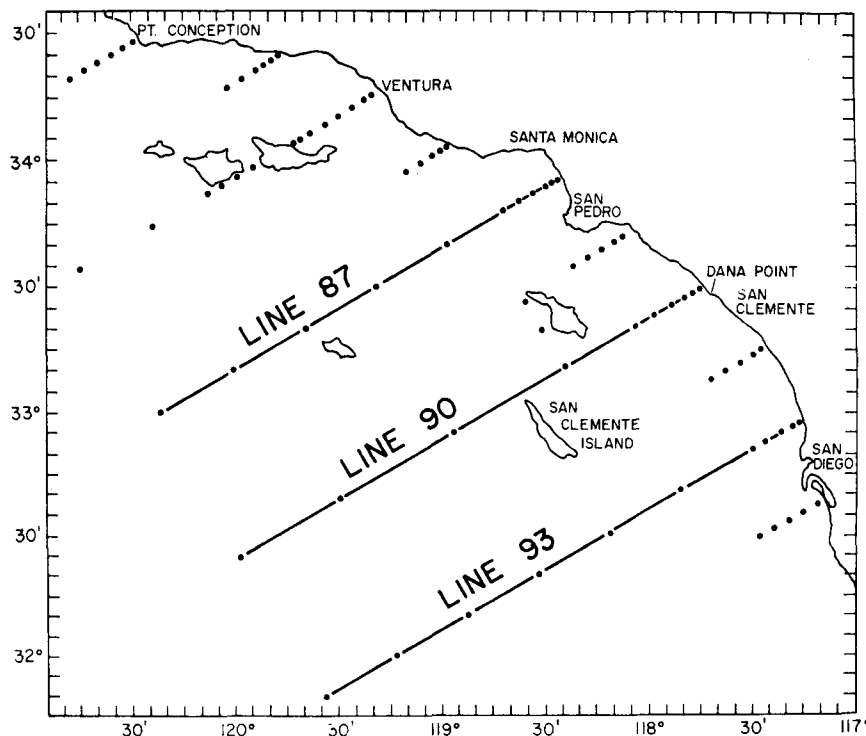 30'
PT. CONCEPTION
VENTURA
SANTA MONICA
34°
SAN
PEDRO
30'
LINE 87
DANA POINT
SAN
CLEMENTE
33°
LINE 90
SAN
CLEMENTE
ISLAND
SAN
DIEGO
30'
LINE 93
32°
30' 120° 50' 119° 30' 118° 30' 117°